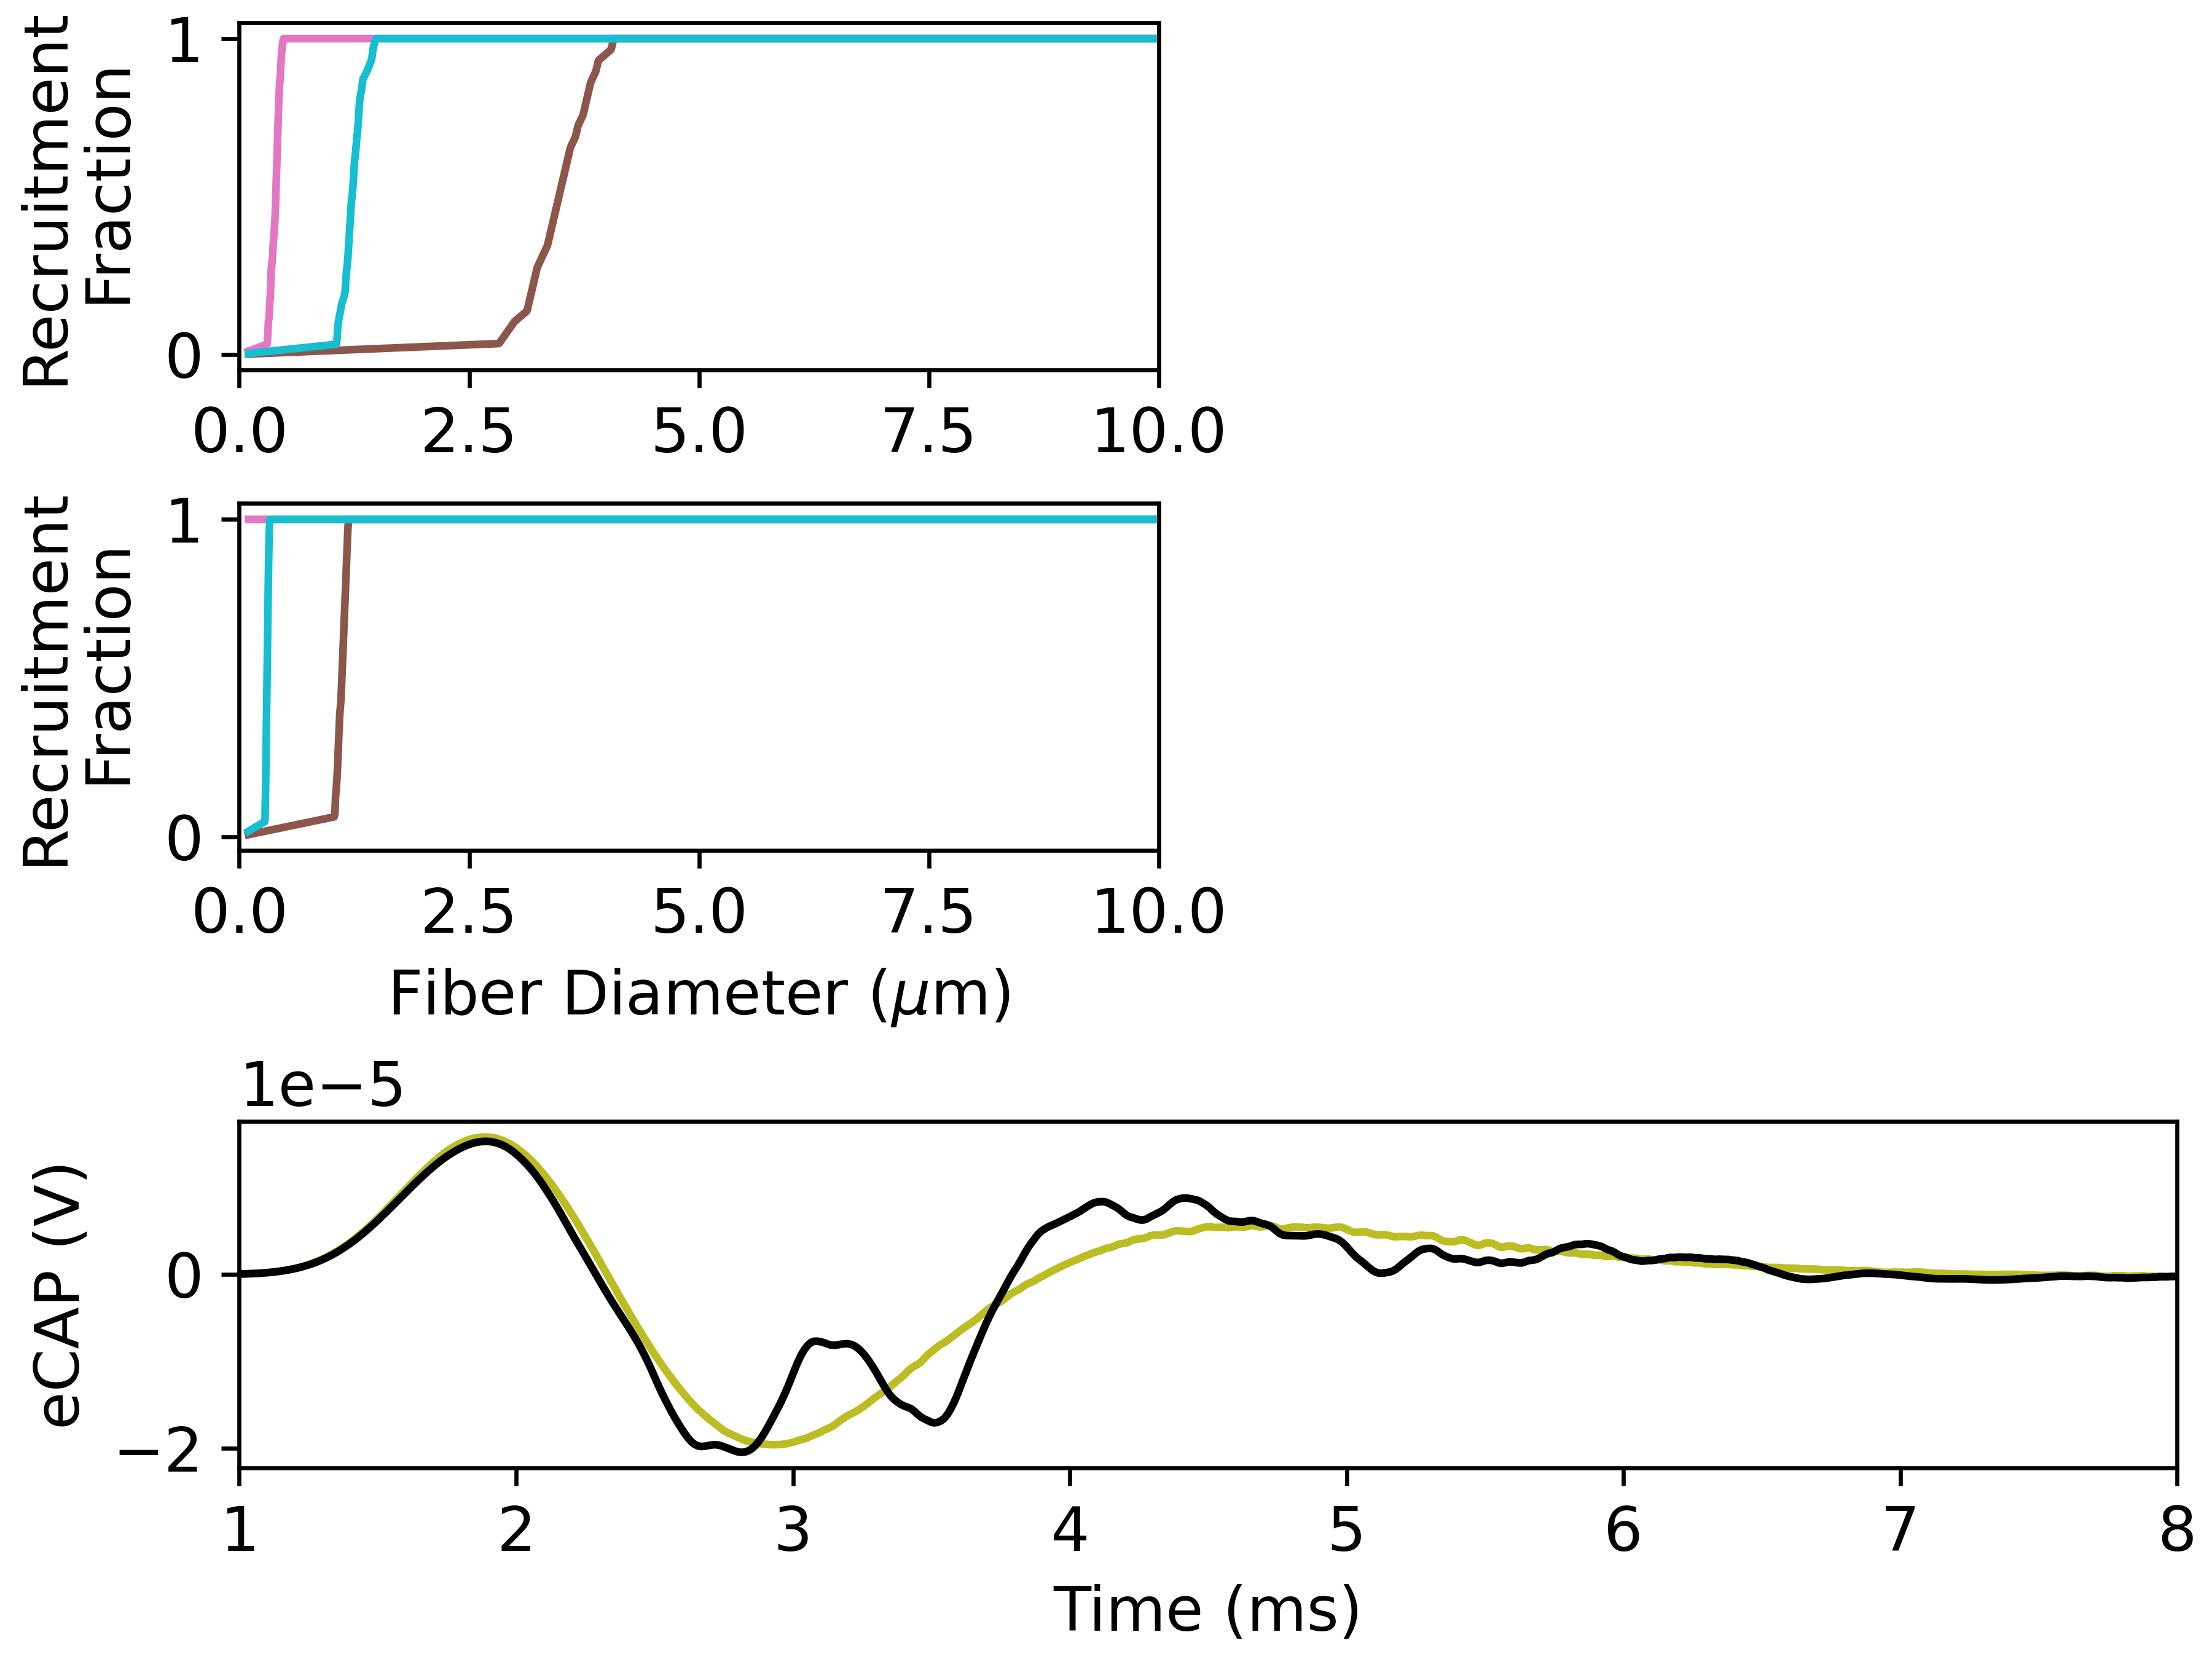 Recruitment
Fraction
1
0
0.0 2.5 5.0 7.5 10.0
Recruitment
Fraction
1
0
0.0 2.5 5.0 7.5 10.0
Fiber Diameter (μm)
1e−5
eCAP (V)
0
−2
1 2 3 4 5 6 7 8
Time (ms)